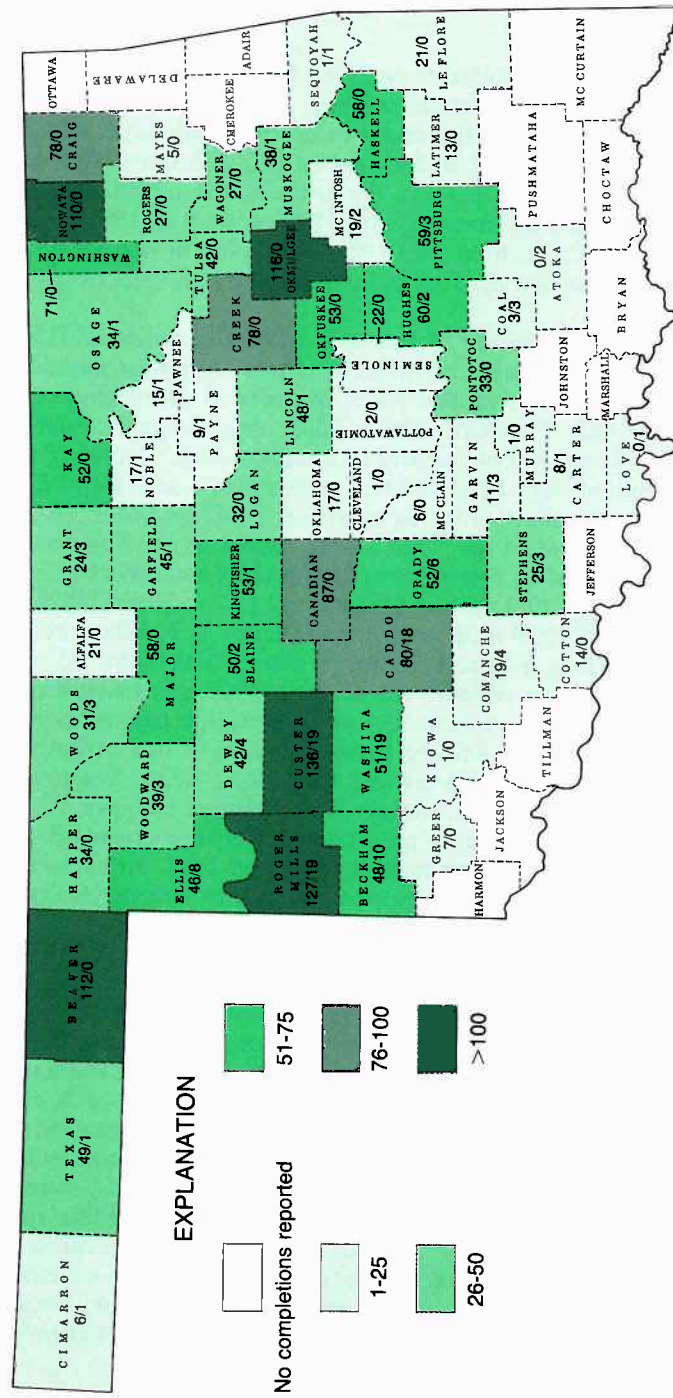 CIMARRON
6/1
TEXAS
49/1
BEAVER
112/0
HARPER
34/0
WOODS
31/3
ALFALFA
21/0
GRANT
24/3
KAY
52/0
OSAGE
34/1
71/0
WASHINGTON
NOWATA
110/0
78/0
CRAIG
OTTAWA
DELAWARE
ELLIS
46/8
WOODWARD
39/3
58/0
MAJOR
GARFIELD
45/1
17/1
NOBLE
15/1
PAWNEE
9/1
PAYNE
TULSA
42/0
ROGERS
27/0
MAYES
5/0
WAGONER
27/0
CHEROKEE
ADAIR
ROGER
MILLS
127/19
DEWEY
42/4
CUSTER
136/19
50/2
BLAINE
KINGFISHER
53/1
32/0
LOGAN
LINCOLN
48/1
CREEK
78/0
116/0
OKMULGEE
MUSKOGEE
38/1
SEQUOYAH
1/1
BECKHAM
48/10
WASHITA
51/19
CADDO
80/18
CANADIAN
87/0
OKLAHOMA
17/0
CLEVELAND
1/0
POTTAWATOMIE
2/0
SEMINOLE
22/0
OKFUSKEE
53/0
HUGHES
60/2
MC INTOSH
19/2
58/0
HASKELL
59/3
PITTSBURG
LATIMER
13/0
21/0
LE FLORE
GREER
7/0
HARMON
JACKSON
KIOWA
1/0
TILLMAN
COMANCHE
19/4
COTTON
14/0
GRADY
52/6
6/0
MC CLAIN
GARVIN
11/3
STEPHENS
25/3
JEFFERSON
PONTOTOC
33/0
1/0
MURRAY
8/1
CARTER
LOVE
0/1
COAL
3/3
0/2
ATOKA
JOHNSTON
MARSHALL
BRYAN
PUSHMATAHA
CHOCTAW
MC CURTAIN
EXPLANATION
No completions reported
1-25
26-50
51-75
76-100
>100